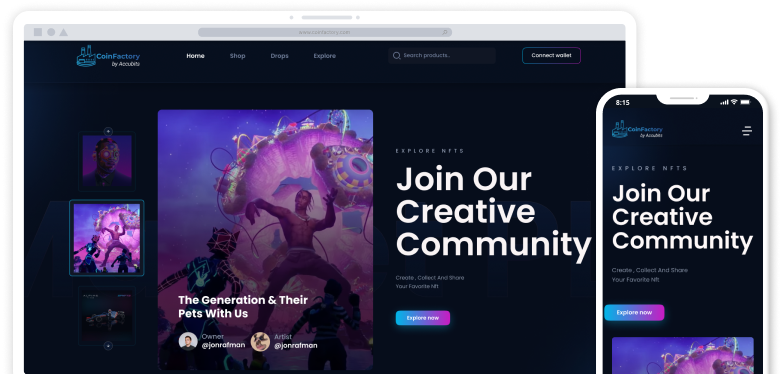 www.coinfactory.com
CoinFactory
by Accubits
Home
Shop
Drops
Explore
Search products..
Connect wallet
EXPLORE NFTS
Join Our
Creative
Community
Create , Collect And Share
Your Favorite Nft
Explore now
The Generation & Their
Pets With Us
Owner
@jonrafman
Artist
@jonrafman
8:15
CoinFactory
by Accubits
EXPLORE NFTS
Join Our
Creative
Community
Create , Collect And Share
Your Favorite Nft
Explore now